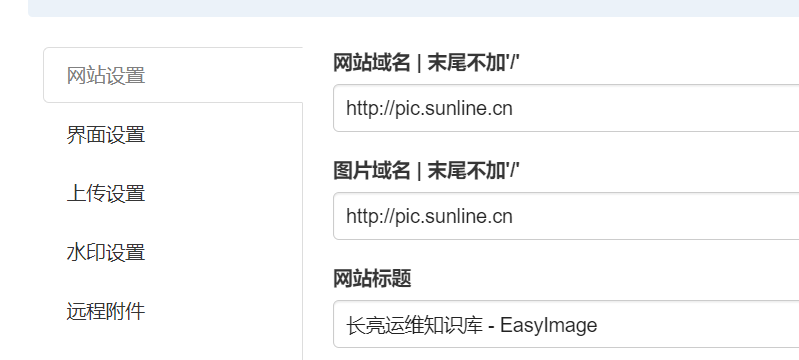 网站设置
界面设置
上传设置
水印设置
远程附件
网站域名 | 末尾不加'/'
http://pic.sunline.cn
图片域名 | 末尾不加'/'
http://pic.sunline.cn
网站标题
长亮运维知识库 - EasyImage